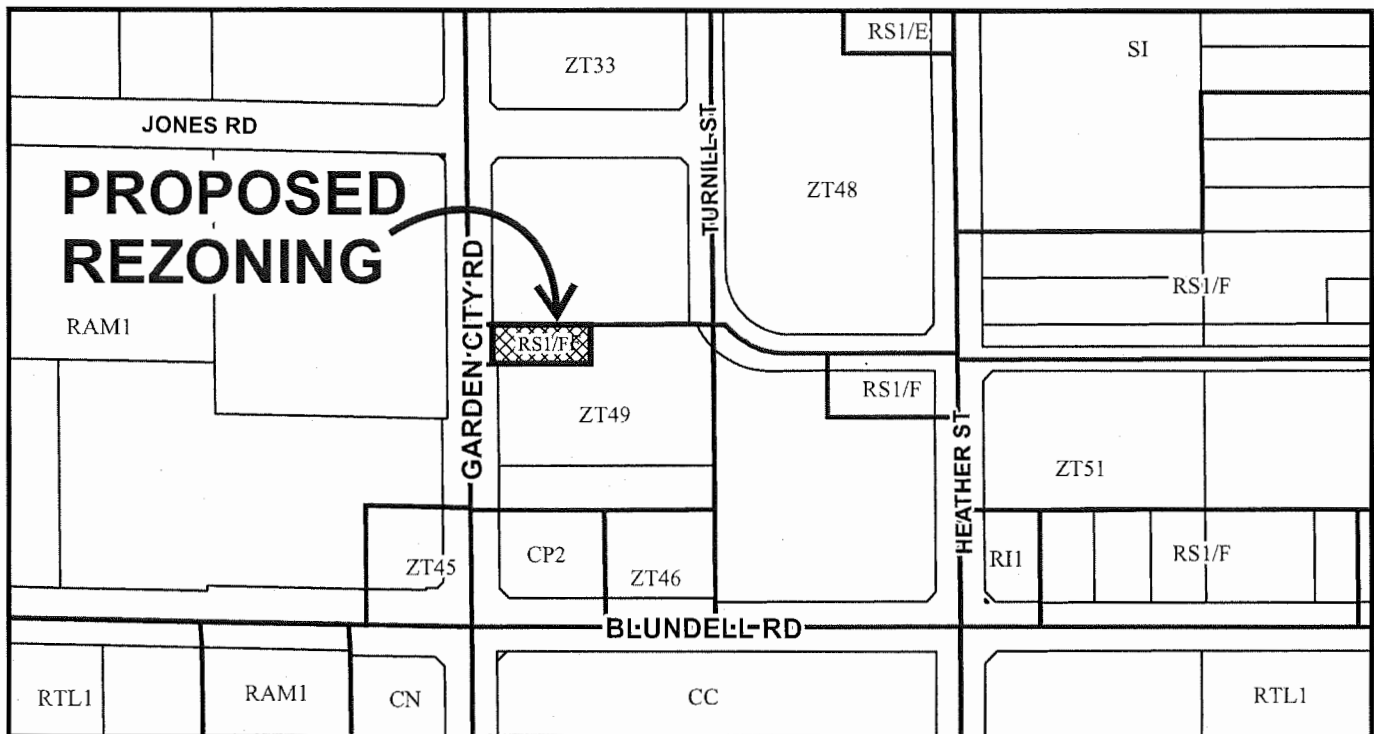 RS1/E
SI
ZT33
JONES RD
TURNILL ST
ZT48
PROPOSED
REZONING
GARDEN CITY RD
RS1/F
RAM1
RS1/F
RS1/F
ZT49
HEATHER ST
ZT51
ZT45
CP2
ZT46
RI1
RS1/F
BLUNDELL RD
RTL1
RAM1
CN
CC
RTL1